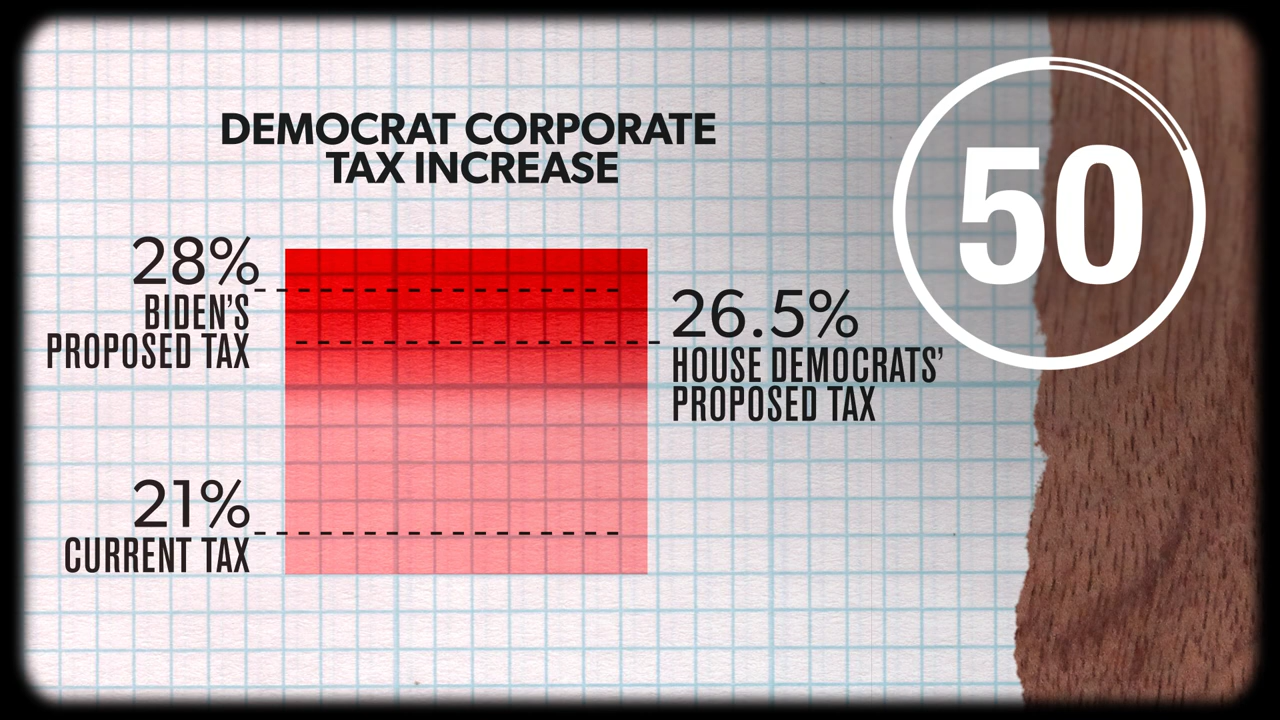 DEMOCRAT CORPORATE
TAX INCREASE
28%
BIDEN'S
PROPOSED TAX
26.5%
HOUSE DEMOCRATS'
PROPOSED TAX
21%
CURRENT TAX
50